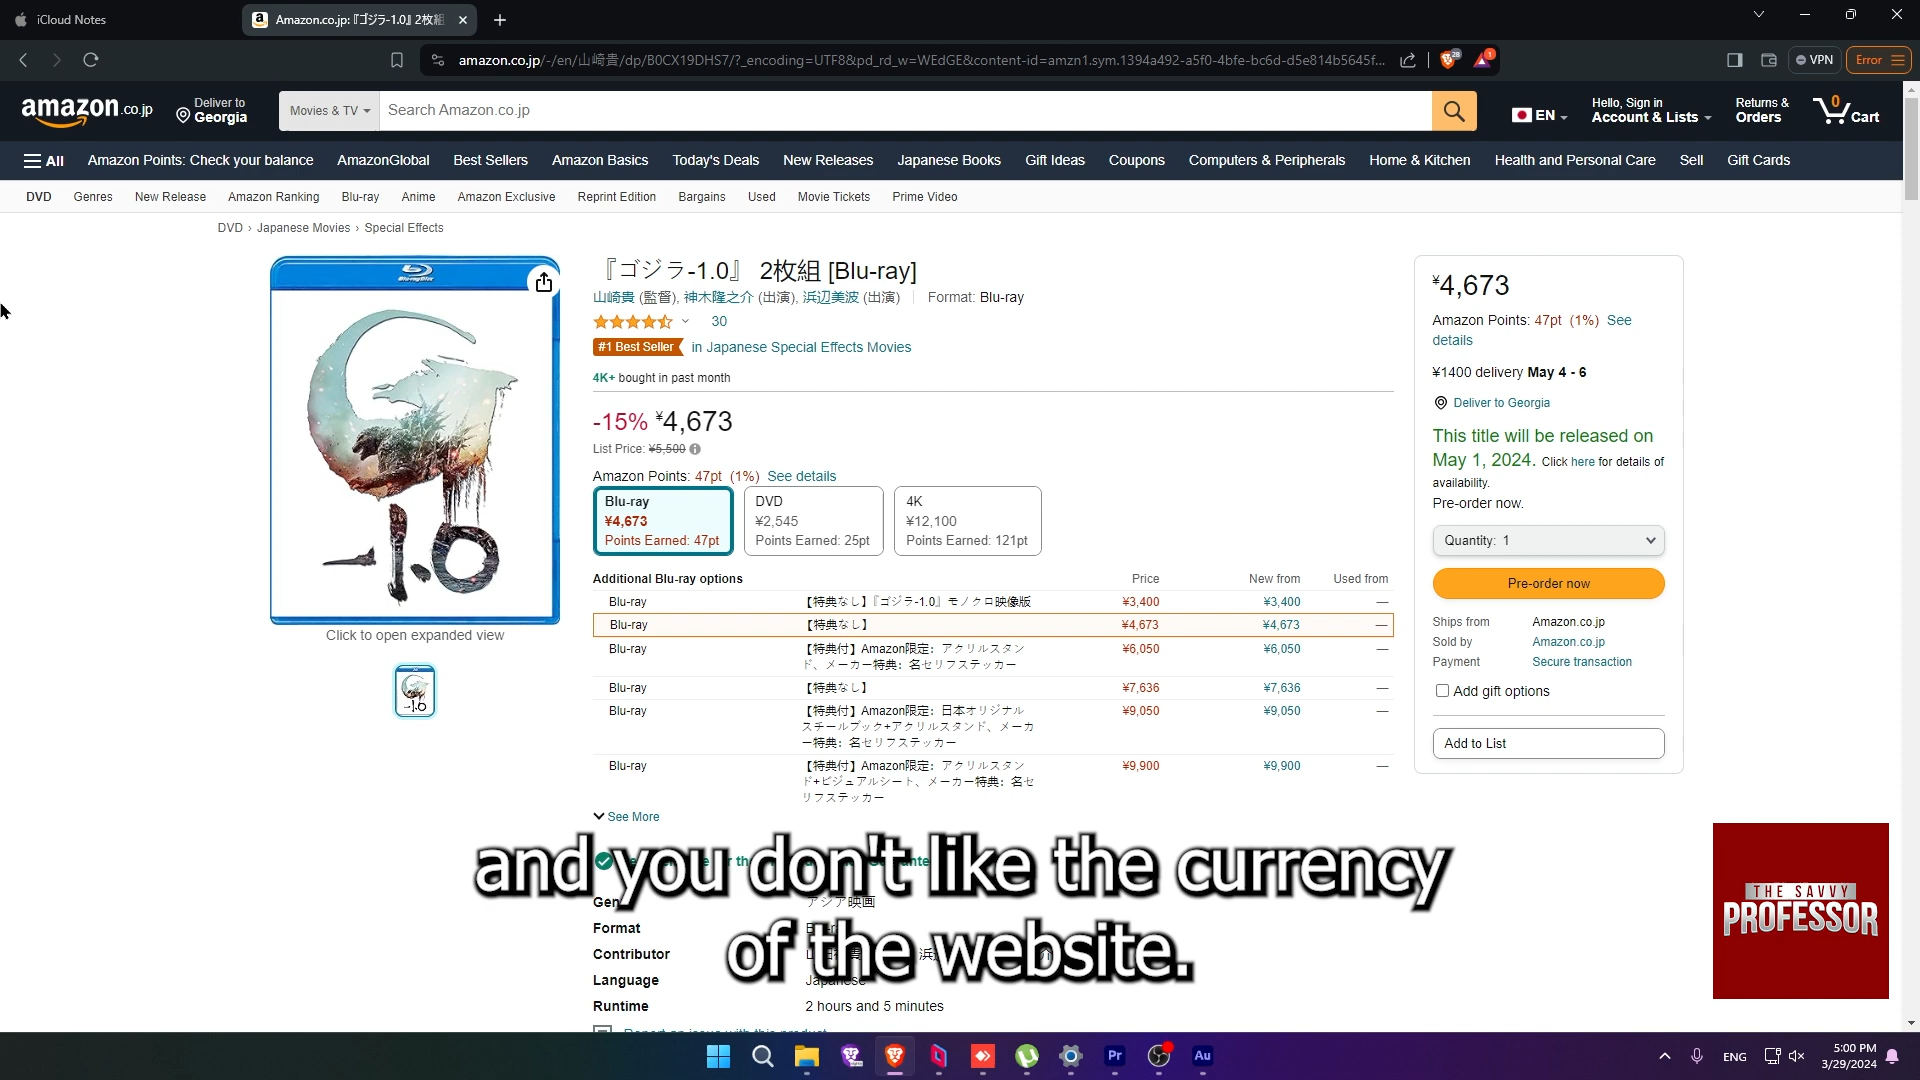 iCloud Notes
Amazon.co.jp:『ゴジラ-1.0』2枚組
amazon.co.jp/-/en/山崎貴/dp/B0CX19DHS7/?_encoding=UTF8&pd_rd_w=WEdGE&content-id=amzn1.sym.1394a492-a5f0-4bfe-bc6d-d5e814b5645f...
28
1
VPN
Error
amazon.co.jp
Deliver to
Georgia
Movies & TV
Search Amazon.co.jp
EN
Hello, Sign in
Account & Lists
Returns &
Orders
0
Cart
All Amazon Points: Check your balance AmazonGlobal Best Sellers Amazon Basics Today's Deals New Releases Japanese Books Gift Ideas Coupons Computers & Peripherals Home & Kitchen Health and Personal Care Sell Gift Cards
DVD Genres New Release Amazon Ranking Blu-ray Anime Amazon Exclusive Reprint Edition Bargains Used Movie Tickets Prime Video
DVD › Japanese Movies › Special Effects
Blu-ray Disc
-1.0
Click to open expanded view
-1.0
『ゴジラ-1.0』 2枚組 [Blu-ray]
山崎貴 (監督), 神木隆之介 (出演), 浜辺美波 (出演) Format: Blu-ray
30
#1 Best Seller in Japanese Special Effects Movies
4K+ bought in past month
-15% ¥4,673
List Price: ¥5,500
Amazon Points: 47pt (1%) See details
Blu-ray
¥4,673
Points Earned: 47pt
DVD
¥2,545
Points Earned: 25pt
4K
¥12,100
Points Earned: 121pt
Additional Blu-ray options Price New from Used from
Blu-ray 【特典なし】『ゴジラ-1.0』モノクロ映像版 ¥3,400 ¥3,400 —
Blu-ray 【特典なし】 ¥4,673 ¥4,673 —
Blu-ray 【特典付】Amazon限定：アクリルスタン ¥6,050 ¥6,050 —
ド、メーカー特典：名セリフステッカー
Blu-ray 【特典なし】 ¥7,636 ¥7,636 —
Blu-ray 【特典付】Amazon限定：日本オリジナル ¥9,050 ¥9,050 —
スチールブック+アクリルスタンド、メーカ
ー特典：名セリフステッカー
Blu-ray 【特典付】Amazon限定：アクリルスタン ¥9,900 ¥9,900 —
ド+ビジュアルシート、メーカー特典：名セ
リフステッカー
See More
アジア映画
Format
Contributor
Language Japanese
Runtime 2 hours and 5 minutes
Report an issue with this product
¥4,673
Amazon Points: 47pt (1%) See
details
¥1400 delivery May 4 - 6
Deliver to Georgia
This title will be released on
May 1, 2024. Click here for details of
availability.
Pre-order now.
Quantity: 1
Pre-order now
Ships from Amazon.co.jp
Sold by Amazon.co.jp
Payment Secure transaction
Add gift options
Add to List
and you don't like the currency
of the website.
THE SAVVY
PROFESSOR
Pr
Au
ENG
5:00 PM
3/29/2024